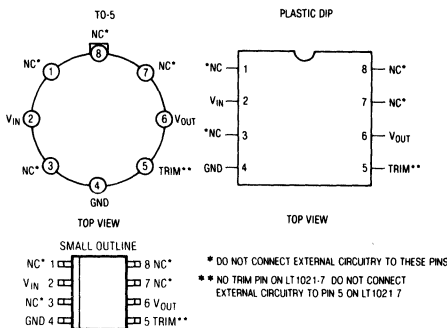 TO-5
NC*
8
NC*
1
NC*
7
VIN
2
6
VOUT
NC*
3
5
TRIM**
4
GND
TOP VIEW
PLASTIC DIP
*NC 1
8 NC*
VIN 2
7 NC*
*NC 3
6 VOUT
GND 4
5 TRIM**
TOP VIEW
SMALL OUTLINE
NC* 1
8 NC*
VIN 2
7 NC*
NC* 3
6 VOUT
GND 4
5 TRIM**
* DO NOT CONNECT EXTERNAL CIRCUITRY TO THESE PINS
** NO TRIM PIN ON LT1021-7 DO NOT CONNECT
EXTERNAL CIRCUITRY TO PIN 5 ON LT1021 7